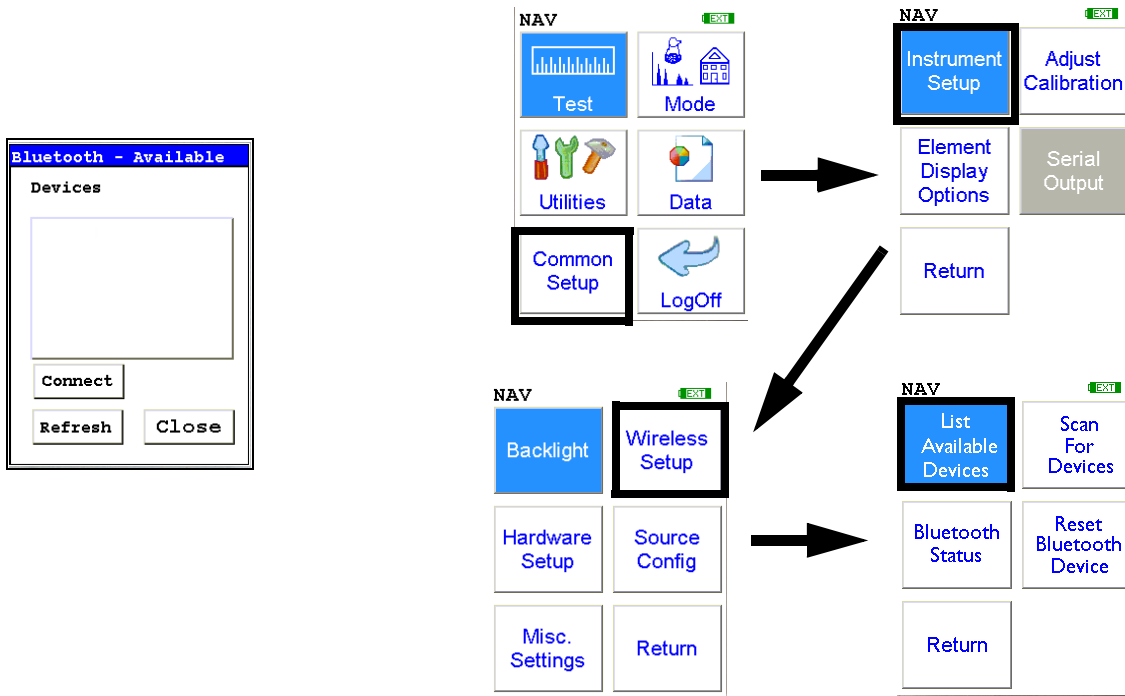 Bluetooth - Available
Devices
Connect
Refresh
Close
NAV
EXT
Test
Mode
Utilities
Data
Common
Setup
LogOff
NAV
EXT
Instrument
Setup
Adjust
Calibration
Element
Display
Options
Serial
Output
Return
NAV
EXT
Backlight
Wireless
Setup
Hardware
Setup
Source
Config
Misc.
Settings
Return
NAV
EXT
List
Available
Devices
Scan
For
Devices
Bluetooth
Status
Reset
Bluetooth
Device
Return